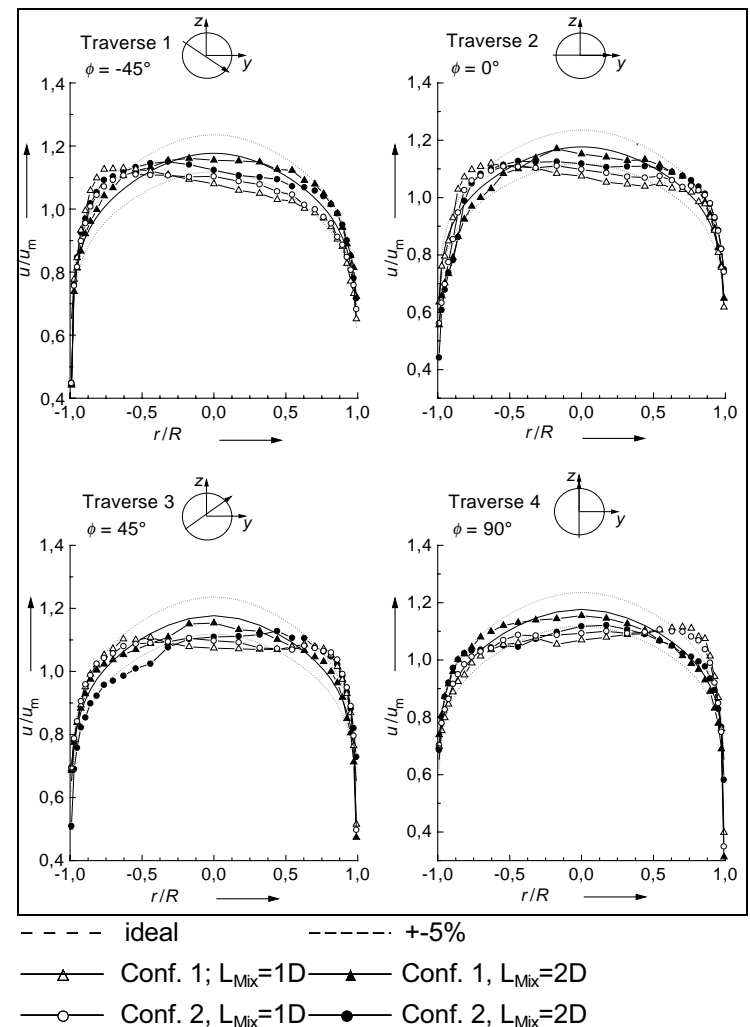 z
Traverse 1
y
ϕ = -45°
1,4
1,2
1,0
0,8
0,6
0,4
u/uₘ
-1,0 -0,5 0,0 0,5 1,0
r/R
z
Traverse 2
y
ϕ = 0°
1,4
1,2
1,0
0,8
0,6
0,4
u/uₘ
-1,0 -0,5 0,0 0,5 1,0
r/R
z
Traverse 3
y
ϕ = 45°
1,4
1,2
1,0
0,8
0,6
0,4
u/uₘ
-1,0 -0,5 0,0 0,5 1,0
r/R
z
Traverse 4
y
ϕ = 90°
1,4
1,2
1,0
0,8
0,6
0,4
u/uₘ
-1,0 -0,5 0,0 0,5 1,0
r/R
ideal +-5%
Conf. 1; L_Mix=1D Conf. 1, L_Mix=2D
Conf. 2, L_Mix=1D Conf. 2, L_Mix=2D